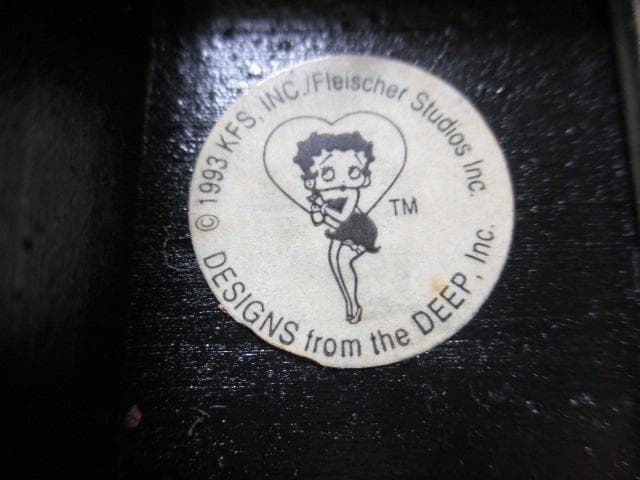 © 1993 KFS, INC./Fleischer Studios Inc.
TM
DESIGNS from the DEEP, Inc.